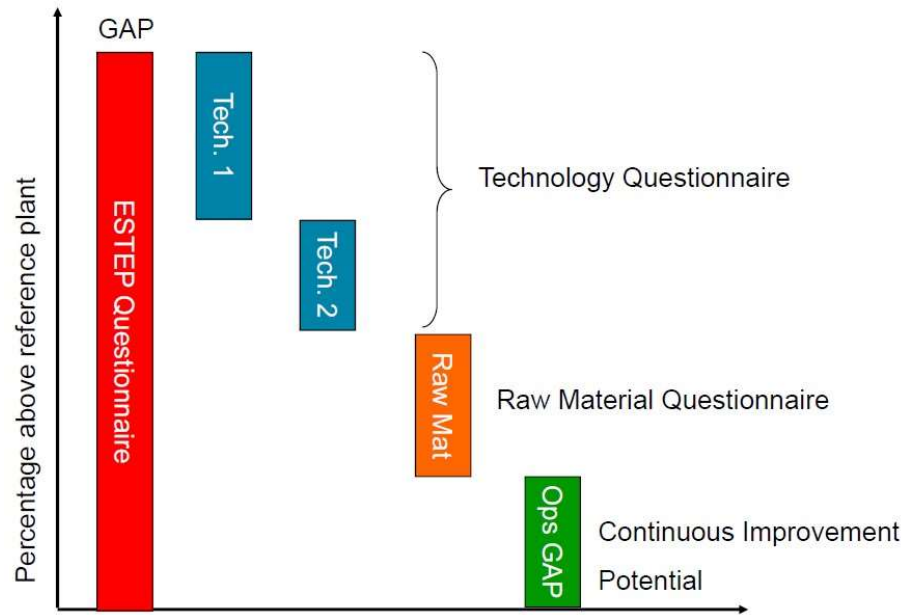 GAP
Percentage above reference plant
ESTEP Questionnaire
Tech. 1
Tech. 2
Technology Questionnaire
Raw Mat
Raw Material Questionnaire
Ops GAP
Continuous Improvement
Potential